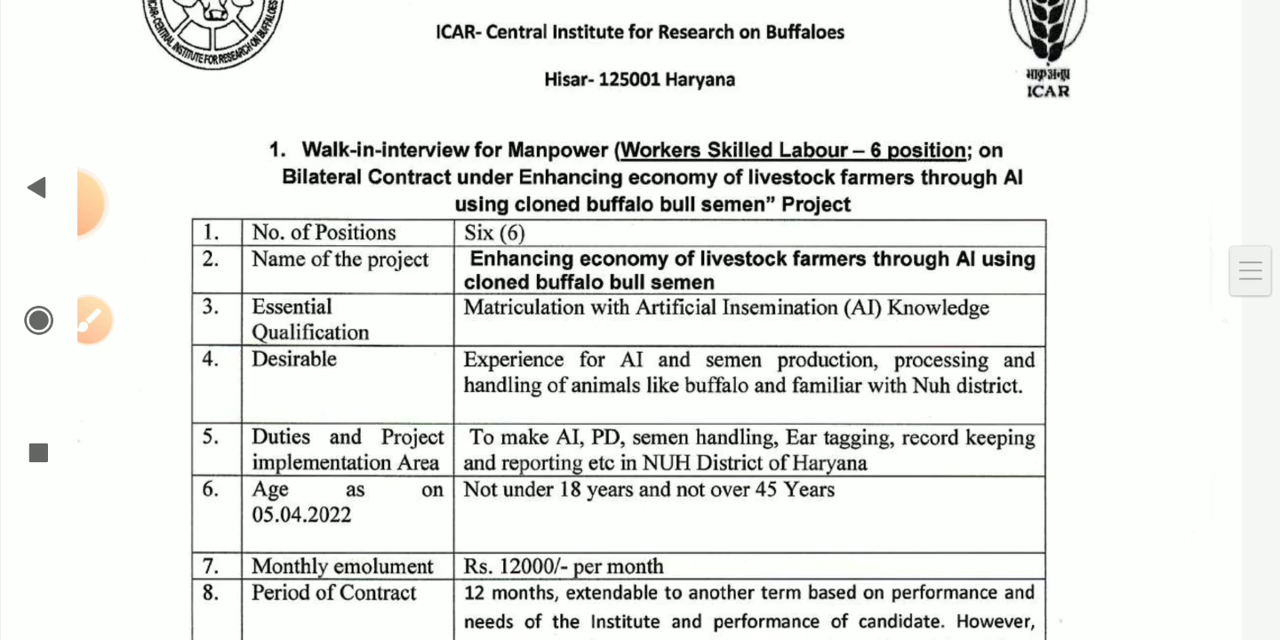 ICAR-CENTRAL INSTITUTE FOR RESEARCH ON BUFFALOES
ICAR- Central Institute for Research on Buffaloes
Hisar- 125001 Haryana
भाकृअनुप
ICAR
1. Walk-in-interview for Manpower (Workers Skilled Labour – 6 position; on
Bilateral Contract under Enhancing economy of livestock farmers through AI
using cloned buffalo bull semen” Project
1. No. of Positions Six (6)
2. Name of the project Enhancing economy of livestock farmers through AI using
cloned buffalo bull semen
3. Essential Matriculation with Artificial Insemination (AI) Knowledge
Qualification
4. Desirable Experience for AI and semen production, processing and
handling of animals like buffalo and familiar with Nuh district.
5. Duties and Project To make AI, PD, semen handling, Ear tagging, record keeping
implementation Area and reporting etc in NUH District of Haryana
6. Age as on Not under 18 years and not over 45 Years
05.04.2022
7. Monthly emolument Rs. 12000/- per month
8. Period of Contract 12 months, extendable to another term based on performance and
needs of the Institute and performance of candidate. However,